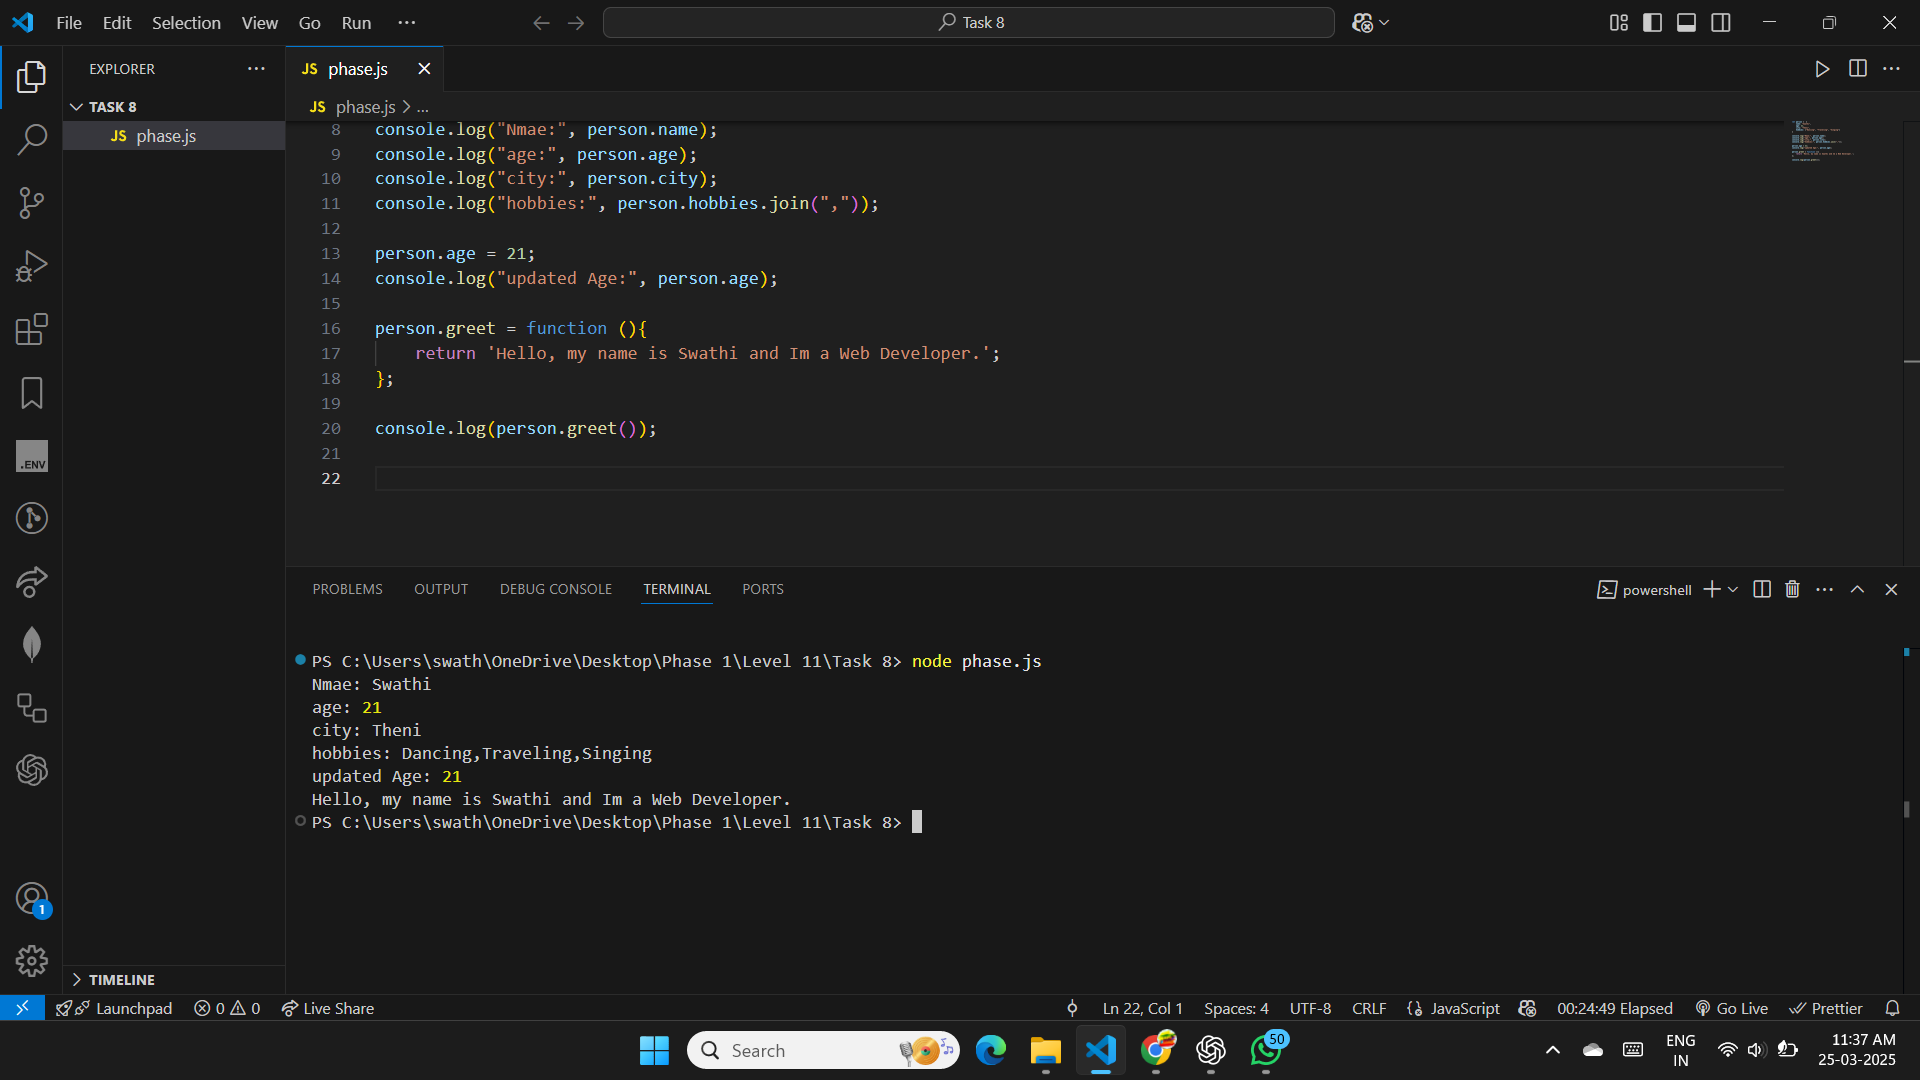 File Edit Selection View Go Run ···
Task 8
EXPLORER
TASK 8
JS phase.js
JS phase.js
JS phase.js > ...
8 console.log("Nmae:", person.name);
9 console.log("age:", person.age);
10 console.log("city:", person.city);
11 console.log("hobbies:", person.hobbies.join(","));
12
13 person.age = 21;
14 console.log("updated Age:", person.age);
15
16 person.greet = function (){
17 return 'Hello, my name is Swathi and Im a Web Developer.';
18 };
19
20 console.log(person.greet());
21
22
.ENV
PROBLEMS OUTPUT DEBUG CONSOLE TERMINAL PORTS
powershell
PS C:\Users\swath\OneDrive\Desktop\Phase 1\Level 11\Task 8> node phase.js
Nmae: Swathi
age: 21
city: Theni
hobbies: Dancing,Traveling,Singing
updated Age: 21
Hello, my name is Swathi and Im a Web Developer.
PS C:\Users\swath\OneDrive\Desktop\Phase 1\Level 11\Task 8>
1
TIMELINE
Launchpad 0 0 Live Share
Ln 22, Col 1 Spaces: 4 UTF-8 CRLF {} JavaScript 00:24:49 Elapsed Go Live Prettier
Search
50
ENG
IN
11:37 AM
25-03-2025